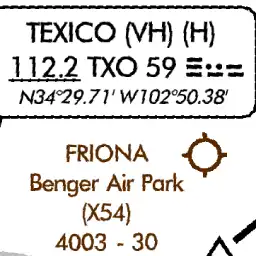 TEXICO (VH) (H)
112.2 TXO 59
N34°29.71' W102°50.38'
FRIONA
Benger Air Park
(X54)
4003 - 30